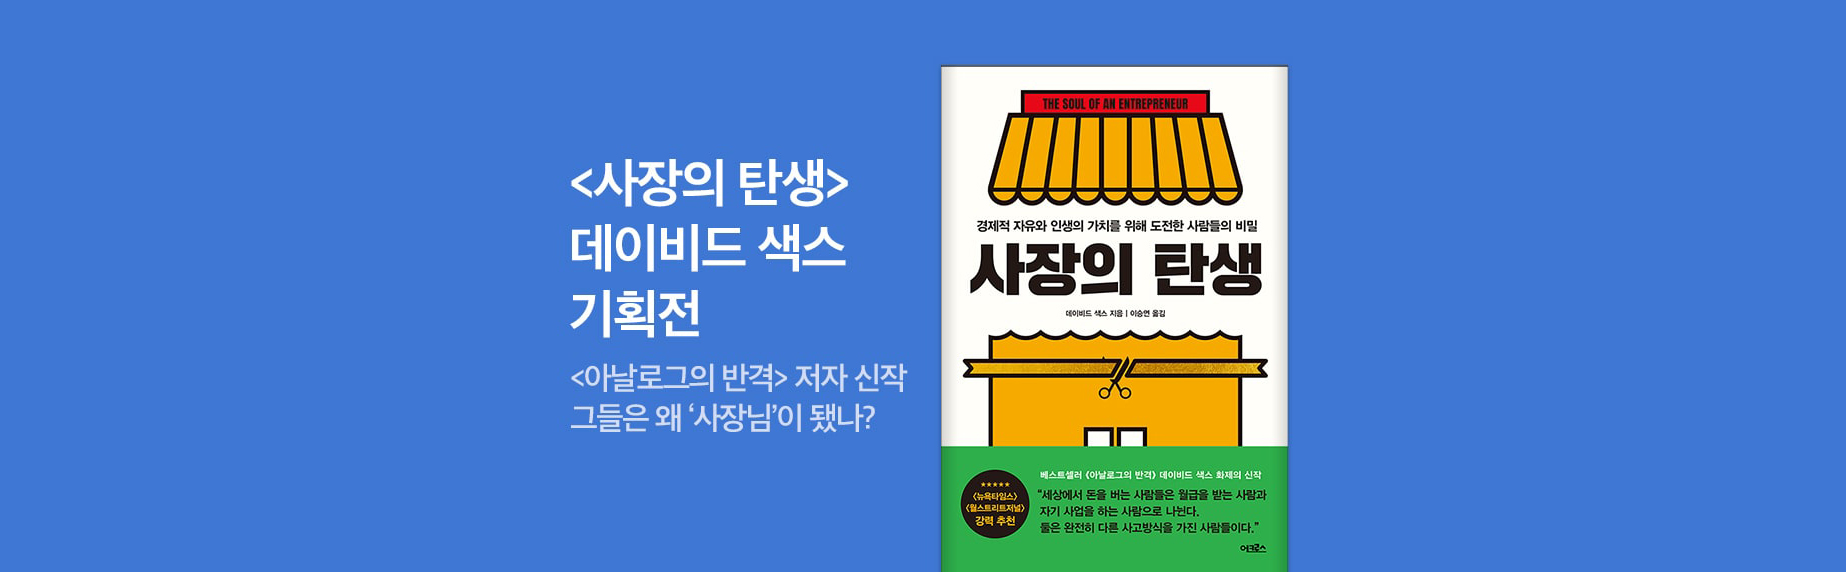 <사장의 탄생>
데이비드 색스
기획전
<아날로그의 반격> 저자 신작
그들은 왜 ‘사장님’이 됐나?
THE SOUL OF AN ENTREPRENEUR
경제적 자유와 인생의 가치를 위해 도전한 사람들의 비밀
사장의 탄생
데이비드 색스 지음 | 이승연 옮김
베스트셀러 《아날로그의 반격》 데이비드 색스 화제의 신작
★★★★★
〈뉴욕타임스〉
〈월스트리트저널〉
강력 추천
“세상에서 돈을 버는 사람들은 월급을 받는 사람과
자기 사업을 하는 사람으로 나뉜다.
둘은 완전히 다른 사고방식을 가진 사람들이다.”
어크로스